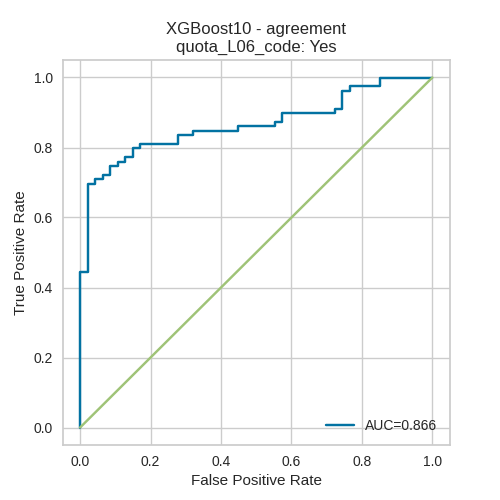 XGBoost10 - agreement
quota_L06_code: Yes
True Positive Rate
1.0
0.8
0.6
0.4
0.2
0.0
AUC=0.866
0.0 0.2 0.4 0.6 0.8 1.0
False Positive Rate